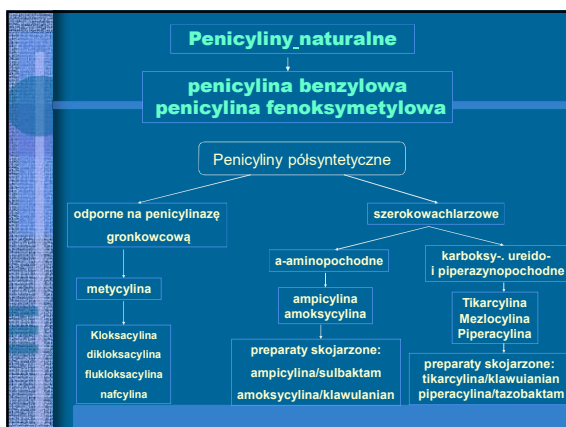 Penicyliny naturalne
penicylina benzylowa
penicylina fenoksymetylowa
Penicyliny półsyntetyczne
odporne na penicylinazę
gronkowcową
szerokowachlarzowe
metycylina
Kloksacylina
dikloksacylina
flukloksacylina
nafcylina
a-aminopochodne
ampicylina
amoksycylina
preparaty skojarzone:
ampicylina/sulbaktam
amoksycylina/klawulanian
karboksy-. ureido-
i piperazynopochodne
Tikarcylina
Mezlocylina
Piperacylina
preparaty skojarzone:
tikarcylina/klawuianian
piperacylina/tazobaktam